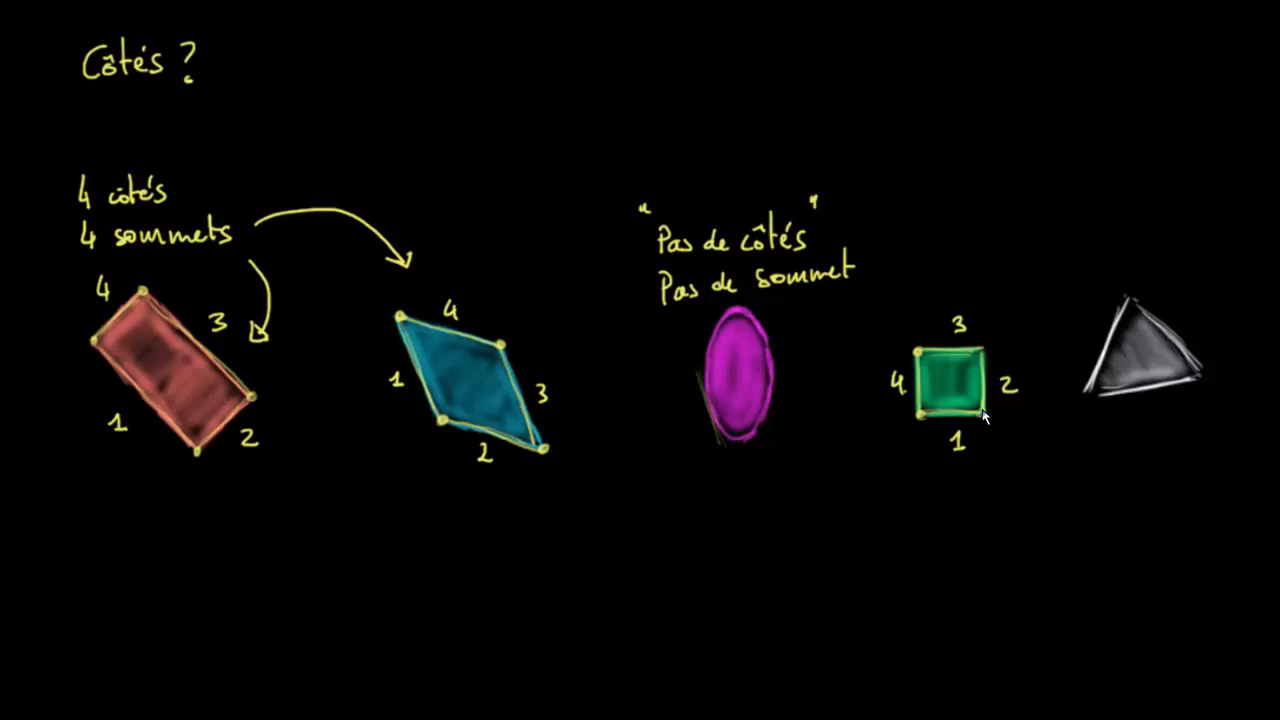 Côtés ?
4 côtés
4 sommets
" Pas de côtés "
Pas de sommet
4
3
1
2
4
1
3
2
3
4
2
1